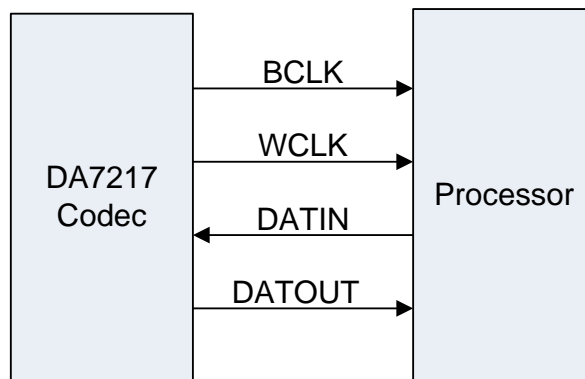 BCLK
WCLK
DA7217
Codec
Processor
DATIN
DATOUT